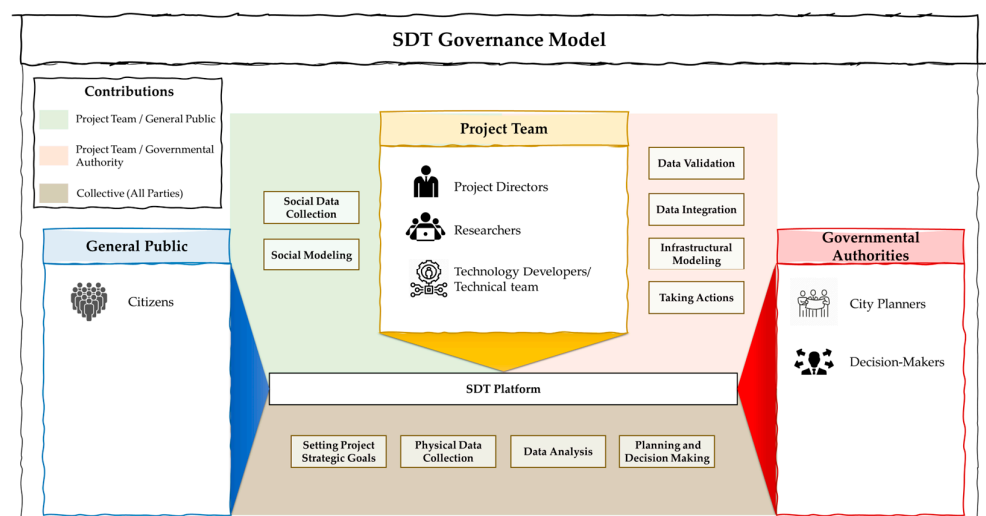 SDT Governance Model
Contributions
Project Team / General Public
Project Team / Governmental
Authority
Collective (All Parties)
General Public
Citizens
Social Data
Collection
Social Modeling
Project Team
Project Directors
Researchers
Technology Developers/
Technical team
Data Validation
Data Integration
Infrastructural
Modeling
Taking Actions
Governmental
Authorities
City Planners
Decision-Makers
SDT Platform
Setting Project
Strategic Goals
Physical Data
Collection
Data Analysis
Planning and
Decision Making